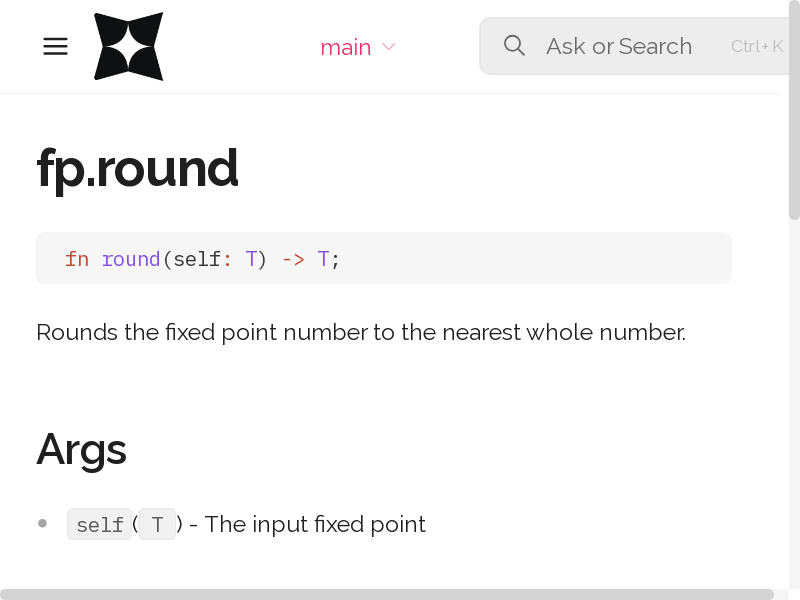 main
Ask or Search
Ctrl+K
fp.round
fn round(self: T) -> T;
Rounds the fixed point number to the nearest whole number.
Args
self(T) - The input fixed point